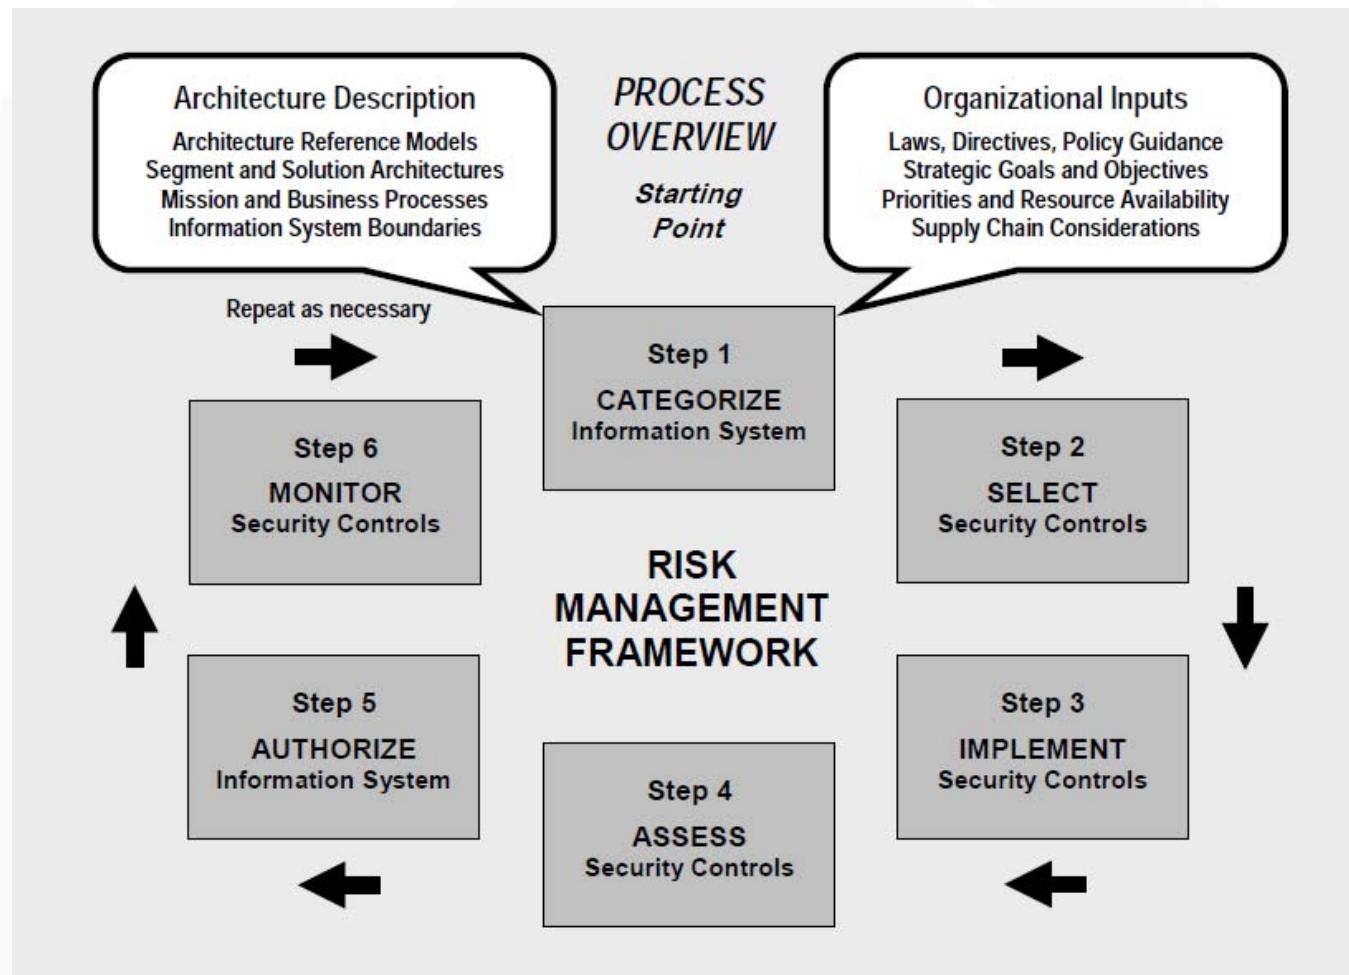 Architecture Description
Architecture Reference Models
Segment and Solution Architectures
Mission and Business Processes
Information System Boundaries
PROCESS
OVERVIEW
Starting
Point
Organizational Inputs
Laws, Directives, Policy Guidance
Strategic Goals and Objectives
Priorities and Resource Availability
Supply Chain Considerations
Repeat as necessary
Step 1
CATEGORIZE
Information System
Step 2
SELECT
Security Controls
Step 3
IMPLEMENT
Security Controls
Step 4
ASSESS
Security Controls
Step 5
AUTHORIZE
Information System
Step 6
MONITOR
Security Controls
RISK
MANAGEMENT
FRAMEWORK